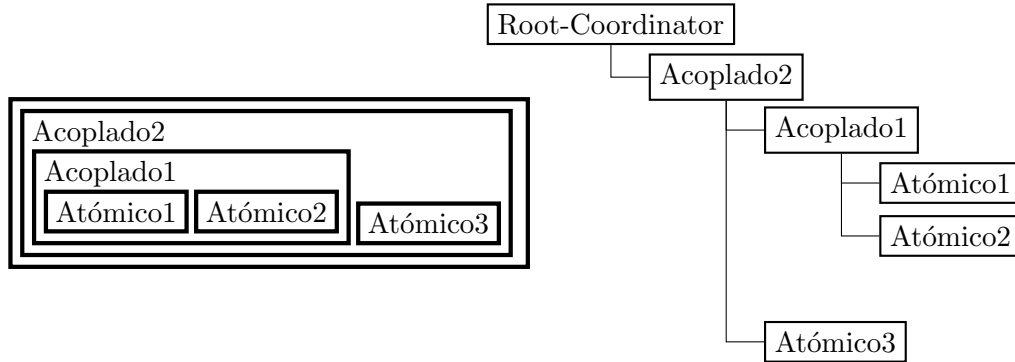 Acoplado2
Acoplado1
Atómico1 Atómico2
Atómico3
Root-Coordinator
Acoplado2
Acoplado1
Atómico1
Atómico2
Atómico3